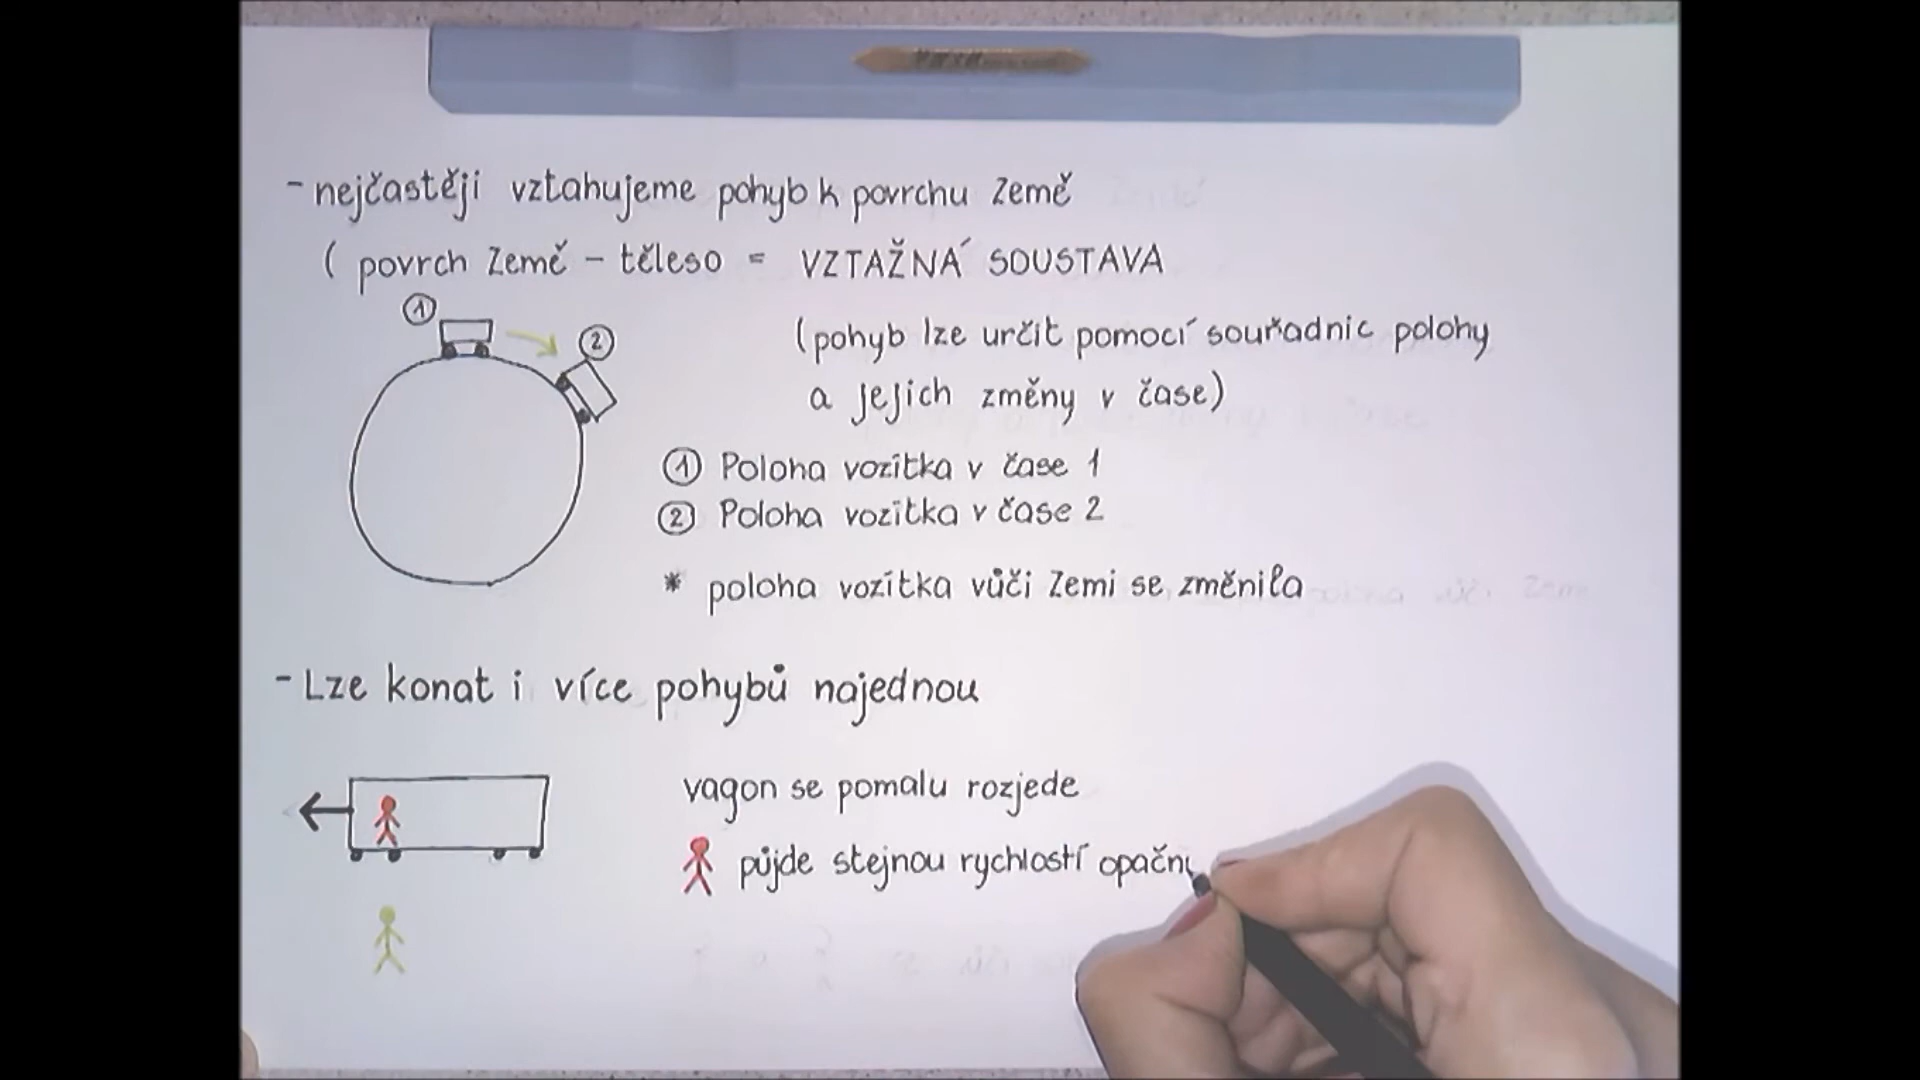 - nejčastěji vztahujeme pohyb k povrchu Země
( povrch Země - těleso = VZTAŽNÁ SOUSTAVA
1
2
(pohyb lze určit pomocí souřadnic polohy
a jejich změny v čase)
1 Poloha vozítka v čase 1
2 Poloha vozítka v čase 2
* poloha vozítka vůči Zemi se změnila
- Lze konat i více pohybů najednou
vagon se pomalu rozjede
půjde stejnou rychlostí opačn